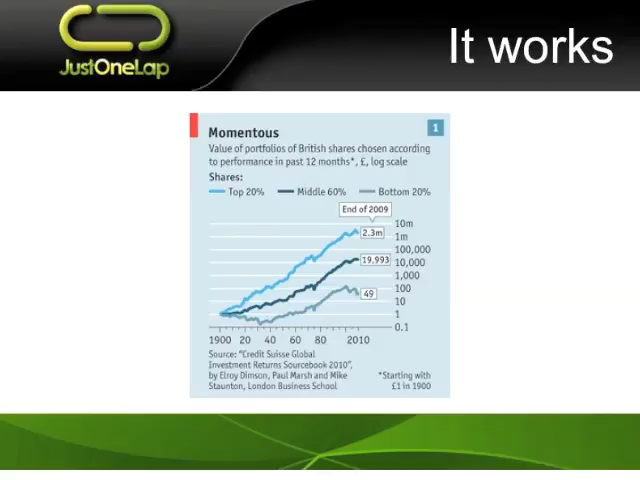 JustOneLap
It works
Momentous
1
Value of portfolios of British shares chosen according
to performance in past 12 months*, £, log scale
Shares:
Top 20% Middle 60% Bottom 20%
End of 2009
10m
2.3m
1m
100,000
19,993
10,000
1,000
100
49
10
1
0.1
1900 20 40 60 80 2010
Source: "Credit Suisse Global
Investment Returns Sourcebook 2010",
by Elroy Dimson, Paul Marsh and Mike
Staunton, London Business School
*Starting with
£1 in 1900